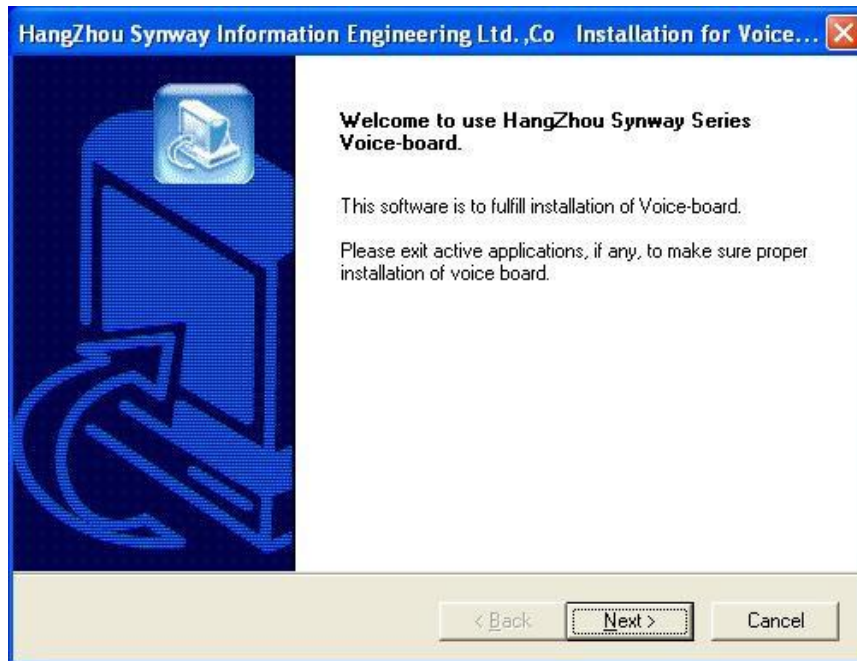 HangZhou Synway Information Engineering Ltd.,Co   Installation for Voice...
Welcome to use HangZhou Synway Series
Voice-board.
This software is to fulfill installation of Voice-board.
Please exit active applications, if any, to make sure proper
installation of voice board.
< Back
Next >
Cancel